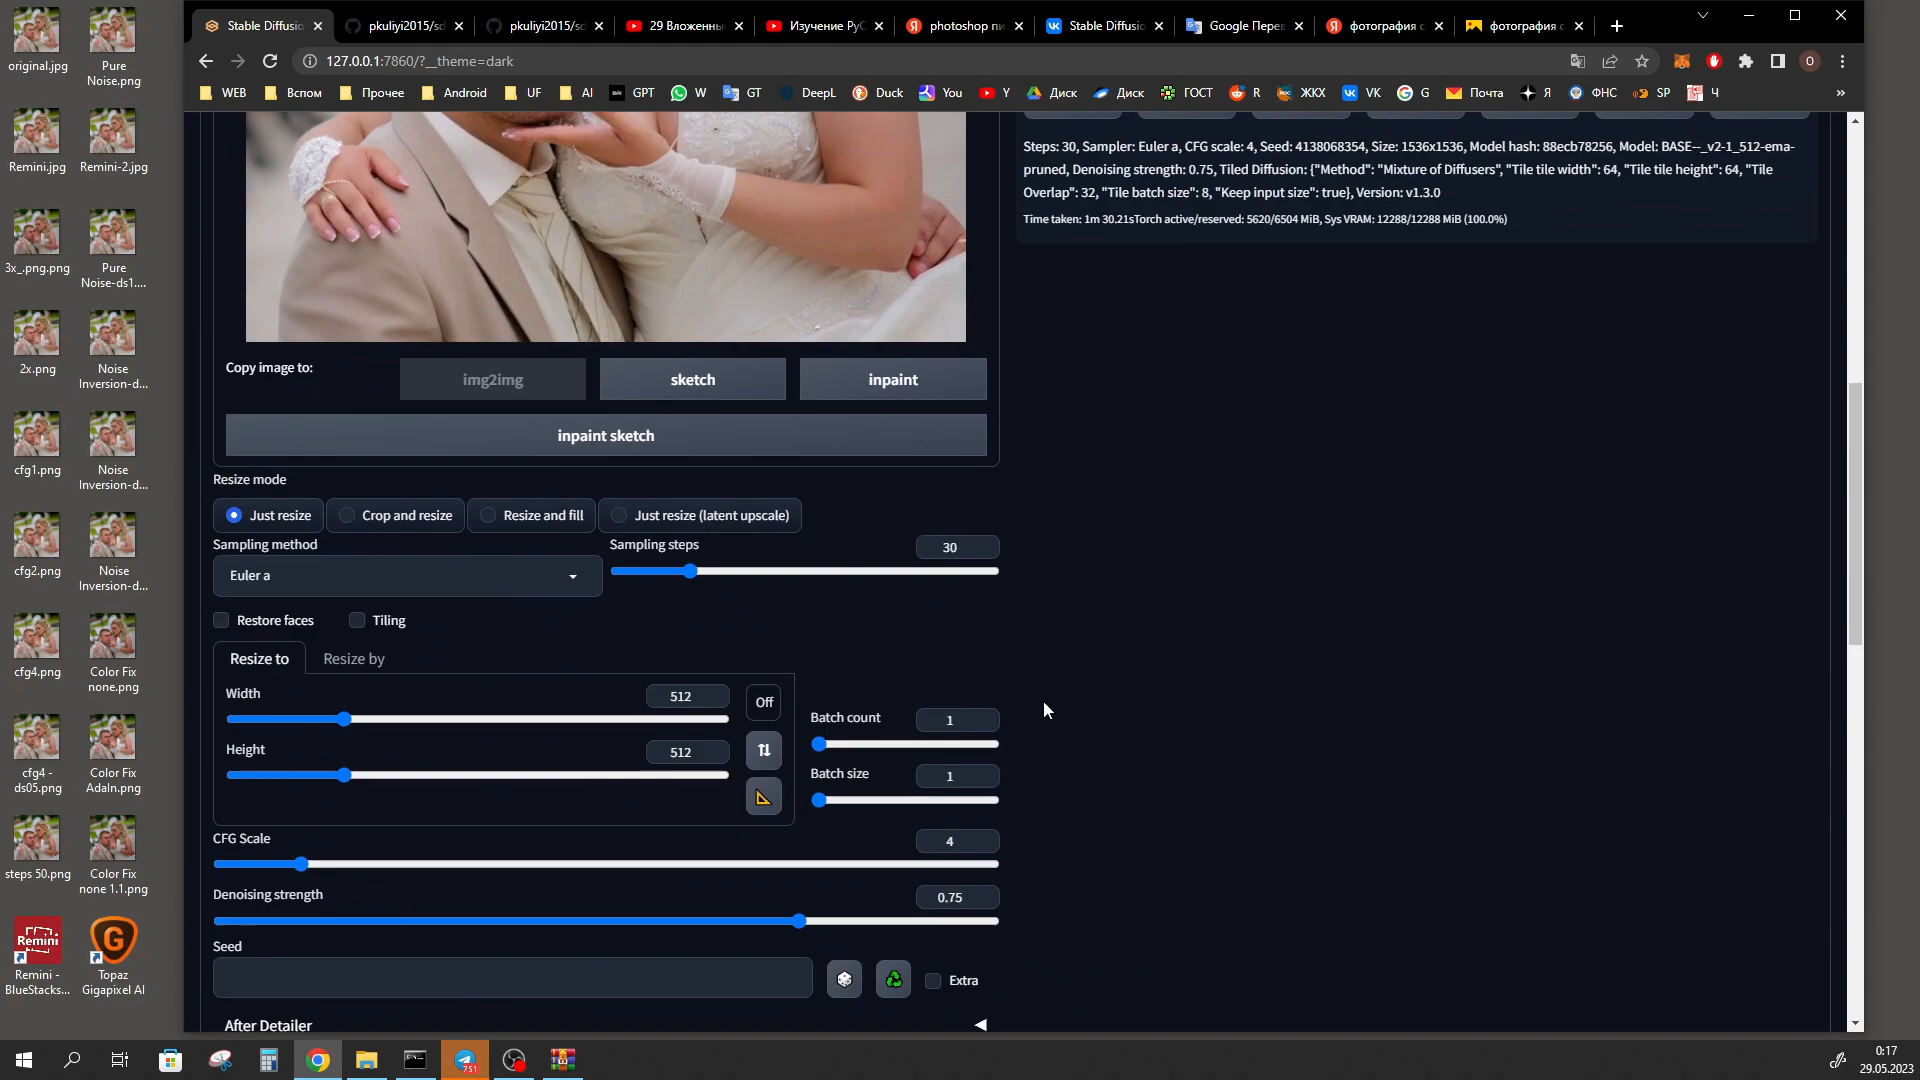 original.jpg
Pure
Noise.png
Remini.jpg
Remini-2.jpg
3x_.png.png
Pure
Noise-ds1....
2x.png
Noise
Inversion-d...
cfg1.png
Noise
Inversion-d...
cfg2.png
Noise
Inversion-d...
cfg4.png
Color Fix
none.png
cfg4 -
ds05.png
Color Fix
AdaIn.png
steps 50.png
Color Fix
none 1.1.png
Remini
Remini -
BlueStacks...
Topaz
Gigapixel AI
Stable Diffusio
pkuliyi2015/sd
pkuliyi2015/sd
29 Вложенны
Изучение PyC
photoshop пи
Stable Diffusio
Google Перев
фотография с
фотография с
127.0.0.1:7860/?__theme=dark
O
WEB
Вспом
Прочее
Android
UF
AI
GPT
W
GT
DeepL
Duck
You
Y
Диск
Диск
ГОСТ
R
ЖКХ
VK
G
Почта
Я
ФНС
SP
Ч
»
Steps: 30, Sampler: Euler a, CFG scale: 4, Seed: 4138068354, Size: 1536x1536, Model hash: 88ecb78256, Model: BASE--_v2-1_512-ema-
pruned, Denoising strength: 0.75, Tiled Diffusion: {"Method": "Mixture of Diffusers", "Tile tile width": 64, "Tile tile height": 64, "Tile
Overlap": 32, "Tile batch size": 8, "Keep input size": true}, Version: v1.3.0
Time taken: 1m 30.21sTorch active/reserved: 5620/6504 MiB, Sys VRAM: 12288/12288 MiB (100.0%)
Copy image to:
img2img
sketch
inpaint
inpaint sketch
Resize mode
Just resize
Crop and resize
Resize and fill
Just resize (latent upscale)
Sampling method
Sampling steps
30
Euler a
Restore faces
Tiling
Resize to
Resize by
Width
512
Off
Height
512
Batch count
1
Batch size
1
CFG Scale
4
Denoising strength
0.75
Seed
Extra
After Detailer
751
0:17
29.05.2023